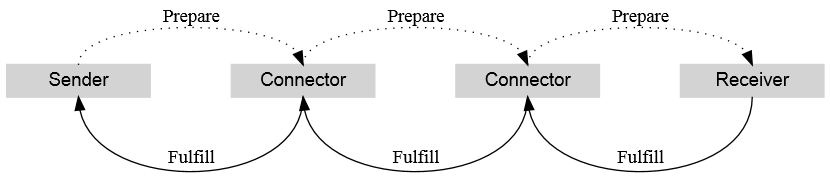 Prepare Prepare Prepare
Sender Connector Connector Receiver
Fulfill Fulfill Fulfill